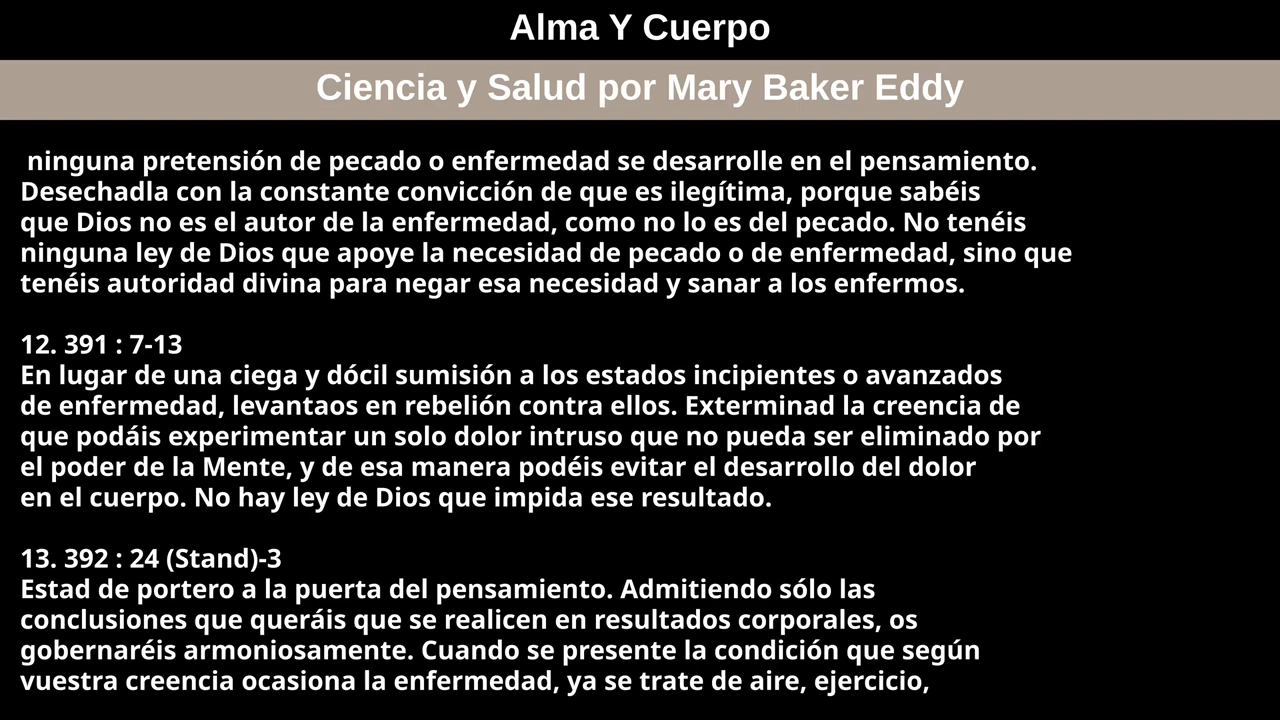 Alma Y Cuerpo
Ciencia y Salud por Mary Baker Eddy
ninguna pretensión de pecado o enfermedad se desarrolle en el pensamiento.
Desechadla con la constante convicción de que es ilegítima, porque sabéis
que Dios no es el autor de la enfermedad, como no lo es del pecado. No tenéis
ninguna ley de Dios que apoye la necesidad de pecado o de enfermedad, sino que
tenéis autoridad divina para negar esa necesidad y sanar a los enfermos.
12. 391 : 7-13
En lugar de una ciega y dócil sumisión a los estados incipientes o avanzados
de enfermedad, levantaos en rebelión contra ellos. Exterminad la creencia de
que podáis experimentar un solo dolor intruso que no pueda ser eliminado por
el poder de la Mente, y de esa manera podéis evitar el desarrollo del dolor
en el cuerpo. No hay ley de Dios que impida ese resultado.
13. 392 : 24 (Stand)-3
Estad de portero a la puerta del pensamiento. Admitiendo sólo las
conclusiones que queráis que se realicen en resultados corporales, os
gobernaréis armoniosamente. Cuando se presente la condición que según
vuestra creencia ocasiona la enfermedad, ya se trate de aire, ejercicio,